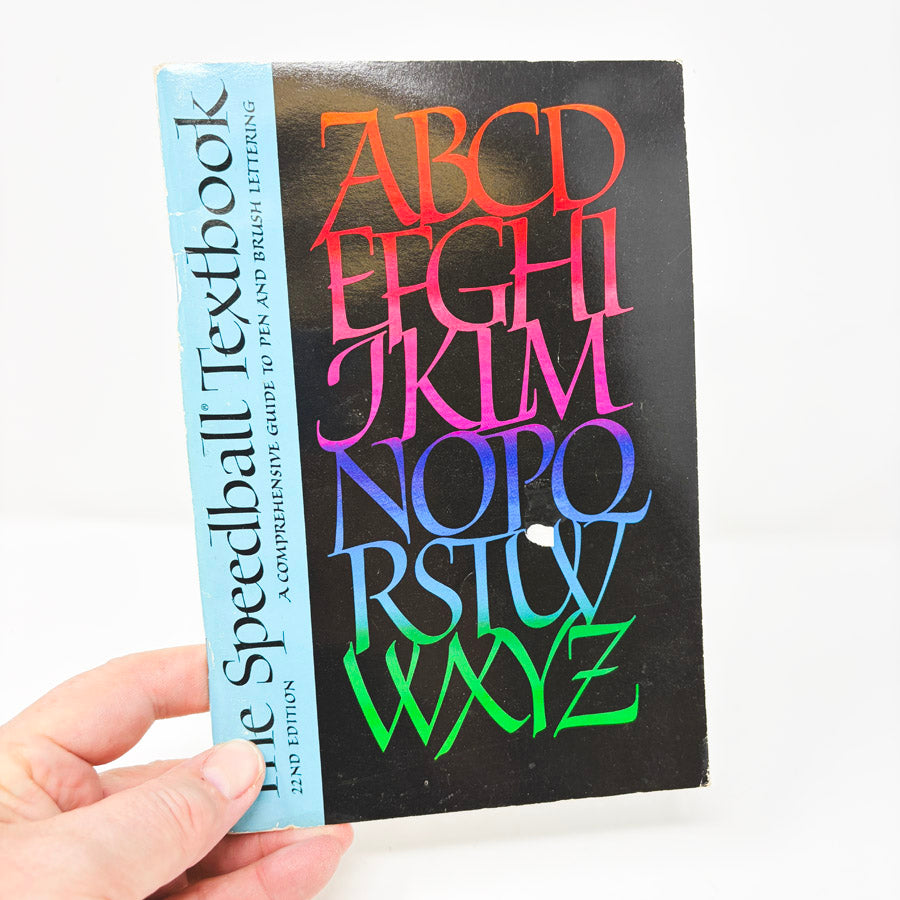 The Speedball® Textbook
A COMPREHENSIVE GUIDE TO PEN AND BRUSH LETTERING
22ND EDITION
ABCD
EFGHI
JKLM
NOPQ
RSTUV
WXYZ